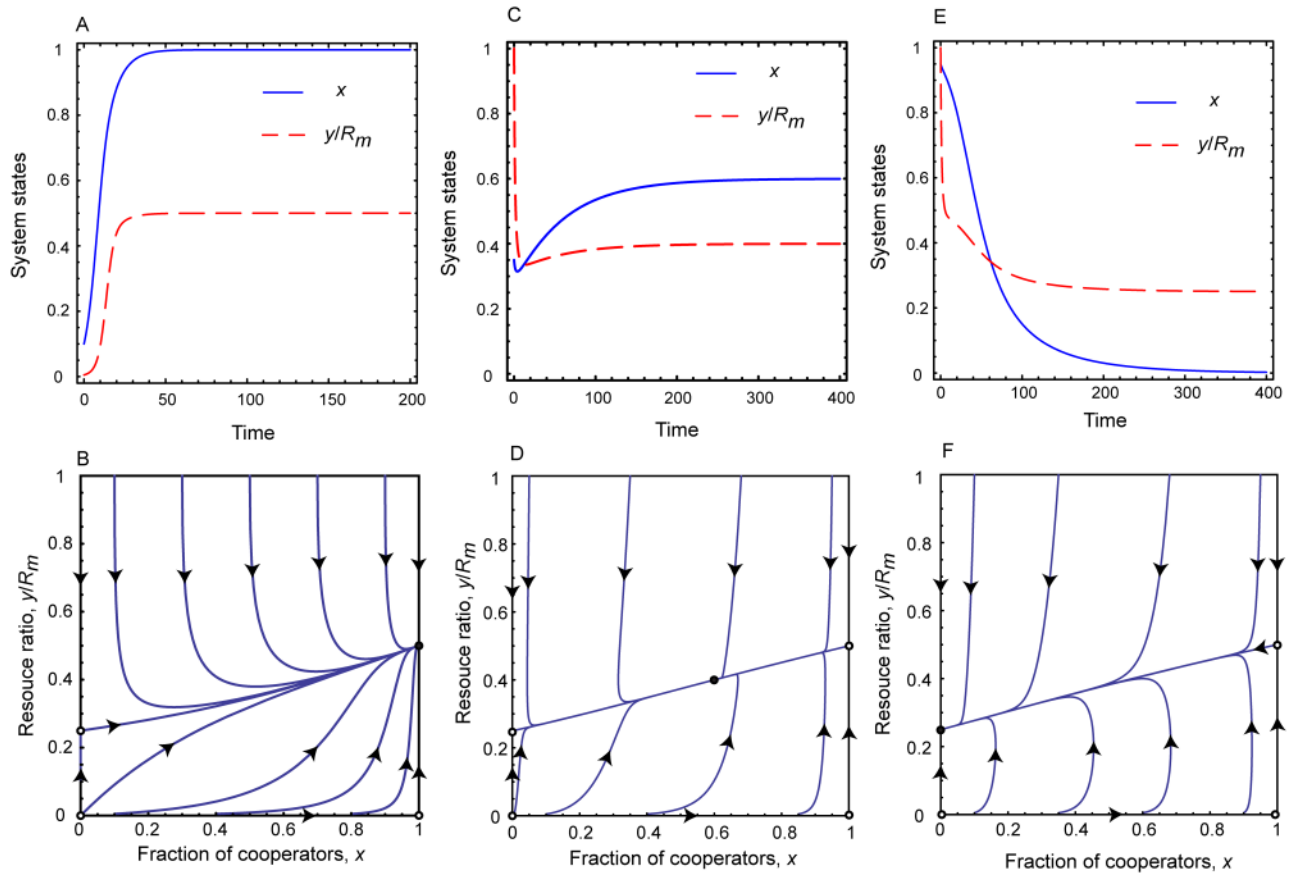 A
System states
1
0.8
0.6
0.4
0.2
0
x
y/Rm
0
50
100
150
200
Time
C
System states
1
0.8
0.6
0.4
0.2
0
x
y/Rm
0
100
200
300
400
Time
E
System states
1
0.8
0.6
0.4
0.2
0
x
y/Rm
0
100
200
300
400
Time
B
Resouce ratio, y/Rm
1
0.8
0.6
0.4
0.2
0
0
0.2
0.4
0.6
0.8
1
Fraction of cooperators, x
D
Resouce ratio, y/Rm
1
0.8
0.6
0.4
0.2
0
0
0.2
0.4
0.6
0.8
1
Fraction of cooperators, x
F
Resouce ratio, y/Rm
1
0.8
0.6
0.4
0.2
0
0
0.2
0.4
0.6
0.8
1
Fraction of cooperators, x